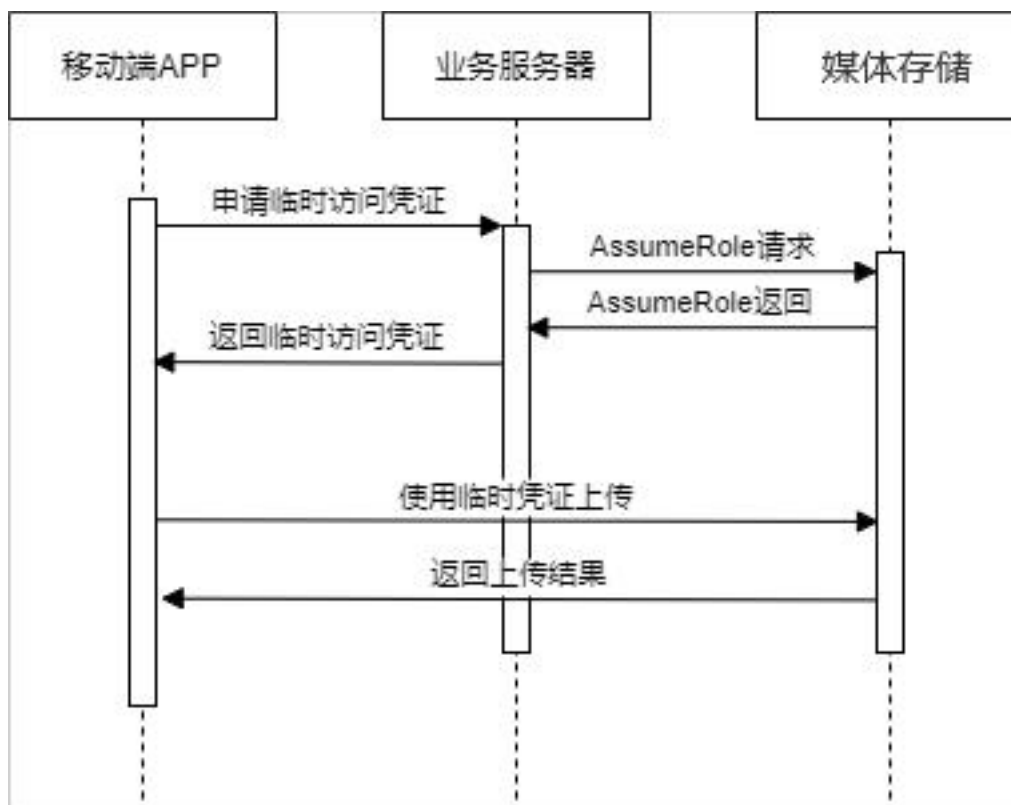 移动端APP
业务服务器
媒体存储
申请临时访问凭证
AssumeRole请求
AssumeRole返回
返回临时访问凭证
使用临时凭证上传
返回上传结果